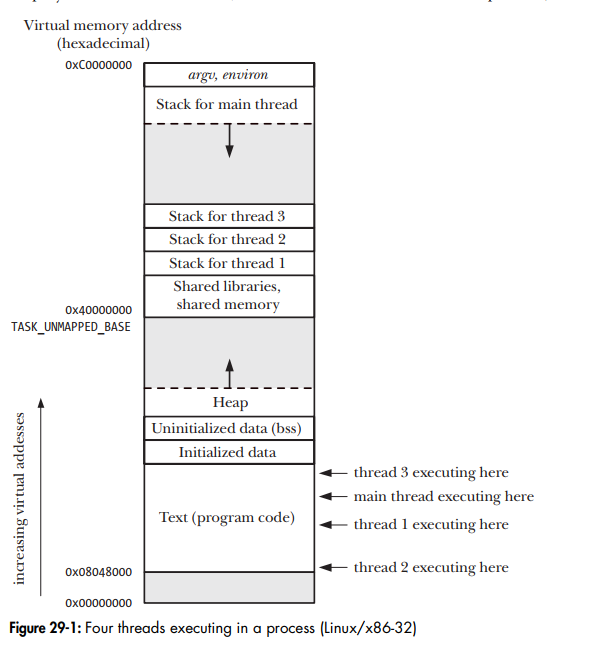 Virtual memory address
(hexadecimal)
0xC0000000
argv, environ
Stack for main thread
Stack for thread 3
Stack for thread 2
Stack for thread 1
Shared libraries,
shared memory
0x40000000
TASK_UNMAPPED_BASE
Heap
Uninitialized data (bss)
Initialized data
thread 3 executing here
main thread executing here
Text (program code)
thread 1 executing here
thread 2 executing here
0x08048000
0x00000000
increasing virtual addesses
Figure 29-1: Four threads executing in a process (Linux/x86-32)